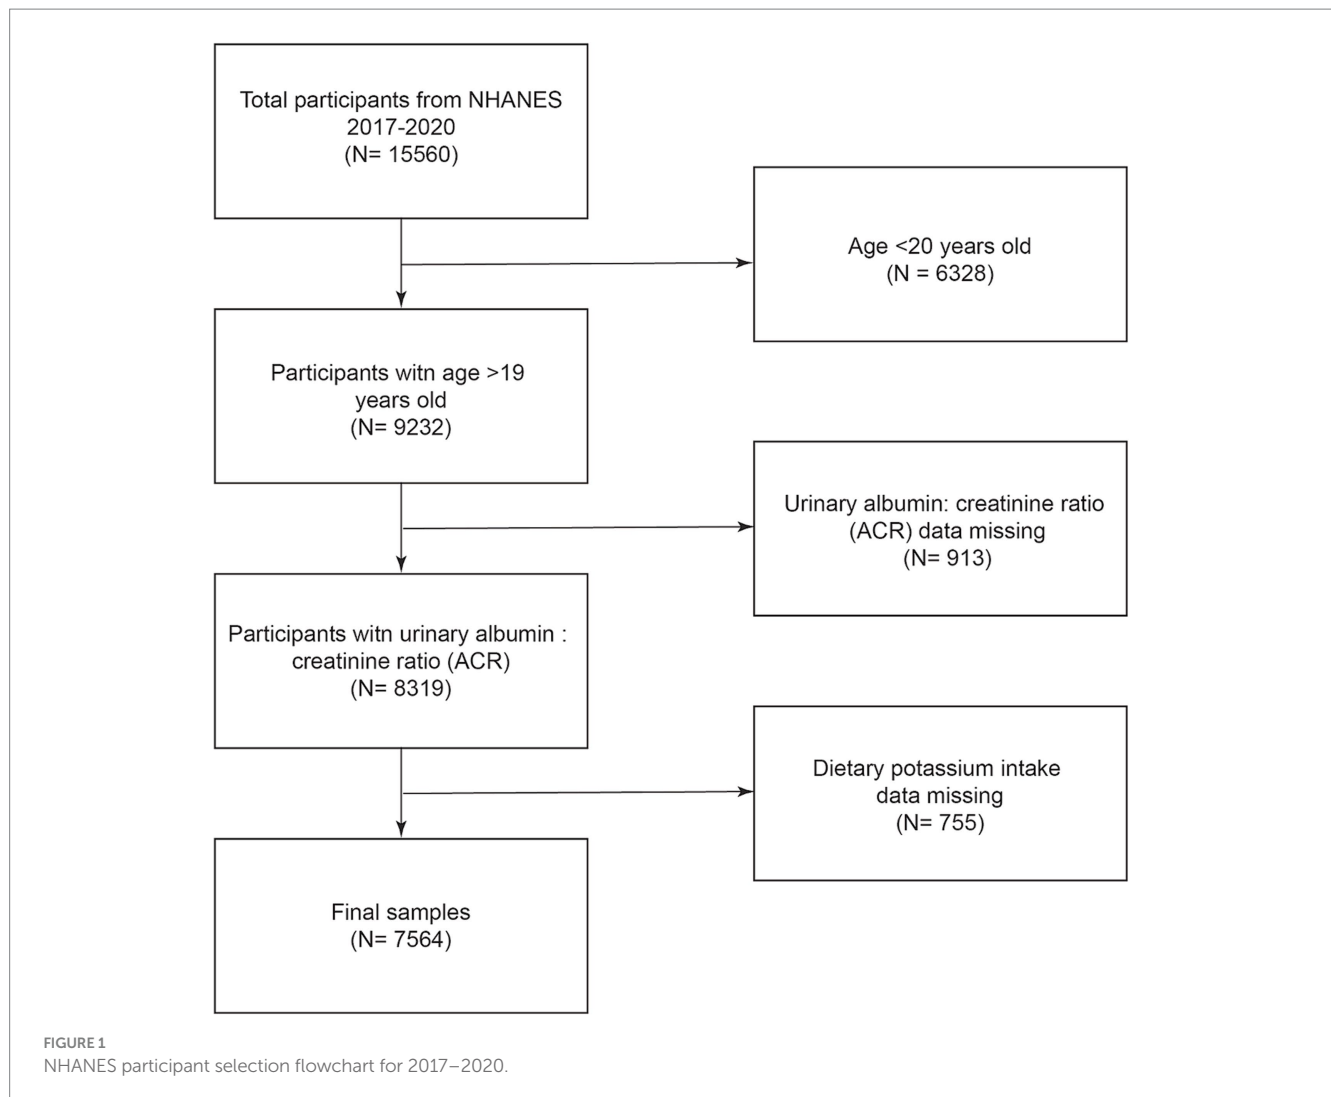 Total participants from NHANES
2017-2020
(N= 15560)
Age <20 years old
(N = 6328)
Participants witn age >19
years old
(N= 9232)
Urinary albumin: creatinine ratio
(ACR) data missing
(N= 913)
Participants witn urinary albumin :
creatinine ratio (ACR)
(N= 8319)
Dietary potassium intake
data missing
(N= 755)
Final samples
(N= 7564)
FIGURE 1
NHANES participant selection flowchart for 2017–2020.